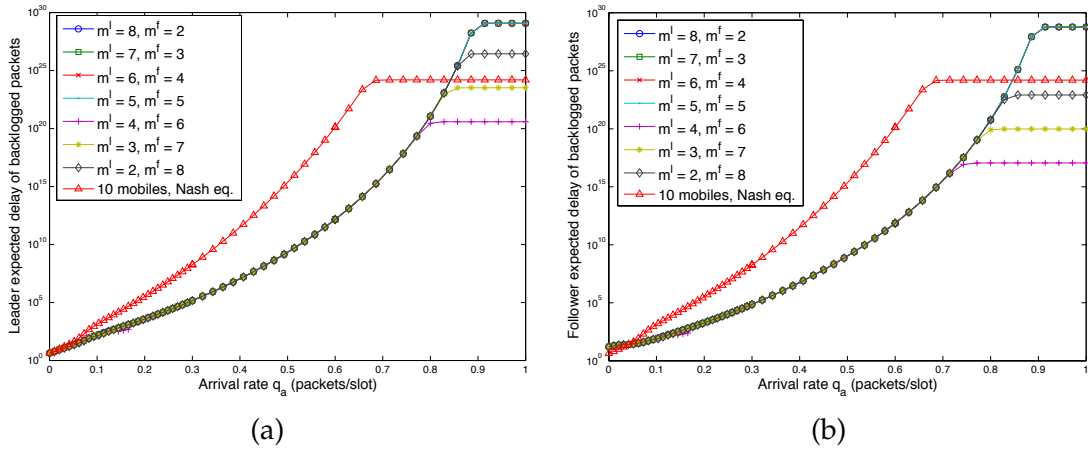 10^30
10^25
10^20
10^15
10^10
10^5
10^0
Leader expected delay of backlogged packets
m^l = 8, m^f = 2
m^l = 7, m^f = 3
m^l = 6, m^f = 4
m^l = 5, m^f = 5
m^l = 4, m^f = 6
m^l = 3, m^f = 7
m^l = 2, m^f = 8
10 mobiles, Nash eq.
0 0.1 0.2 0.3 0.4 0.5 0.6 0.7 0.8 0.9 1
Arrival rate q_a (packets/slot)
(a)
10^30
10^25
10^20
10^15
10^10
10^5
10^0
Follower expected delay of backlogged packets
m^l = 8, m^f = 2
m^l = 7, m^f = 3
m^l = 6, m^f = 4
m^l = 5, m^f = 5
m^l = 4, m^f = 6
m^l = 3, m^f = 7
m^l = 2, m^f = 8
10 mobiles, Nash eq.
0 0.1 0.2 0.3 0.4 0.5 0.6 0.7 0.8 0.9 1
Arrival rate q_a (packets/slot)
(b)